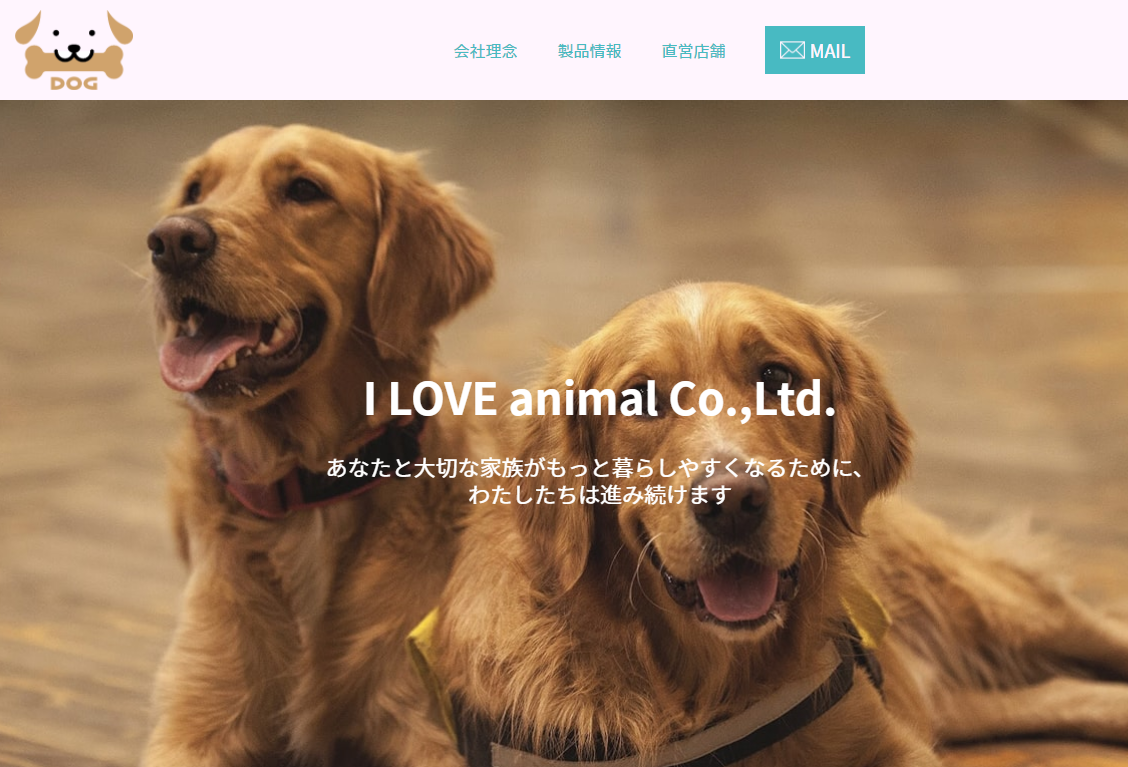 DOG
会社理念
製品情報
直営店舗
MAIL
I LOVE animal Co.,Ltd.
あなたと大切な家族がもっと暮らしやすくなるために、
わたしたちは進み続けます